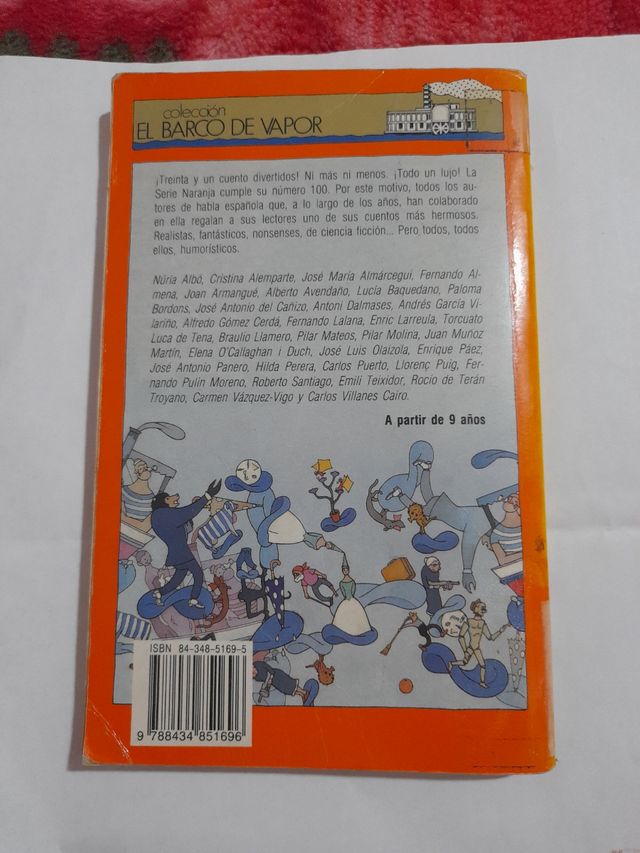 colección
EL BARCO DE VAPOR
¡Treinta y un cuento divertidos! Ni más ni menos. ¡Todo un lujo! La
Serie Naranja cumple su número 100. Por este motivo, todos los au-
tores de habla española que, a lo largo de los años, han colaborado
en ella regalan a sus lectores uno de sus cuentos más hermosos.
Realistas, fantásticos, nonsenses, de ciencia ficción... Pero todos, todos
ellos, humorísticos.
Núria Albó, Cristina Alemparte, José María Almárcegui, Fernando Al-
mena, Joan Armangué, Alberto Avendaño, Lucía Baquedano, Paloma
Bordons, José Antonio del Cañizo, Antoni Dalmases, Andrés García Vi-
lariño, Alfredo Gómez Cerdá, Fernando Lalana, Enric Larreula, Torcuato
Luca de Tena, Braulio Llamero, Pilar Mateos, Pilar Molina, Juan Muñoz
Martín, Elena O'Callaghan i Duch, José Luis Olaizola, Enrique Páez,
José Antonio Panero, Hilda Perera, Carlos Puerto, Llorenç Puig, Fer-
nando Pulin Moreno, Roberto Santiago, Emili Teixidor, Rocío de Terán
Troyano, Carmen Vázquez-Vigo y Carlos Villanes Cairo.
A partir de 9 años
ISBN 84-348-5169-5
9 788434 851696